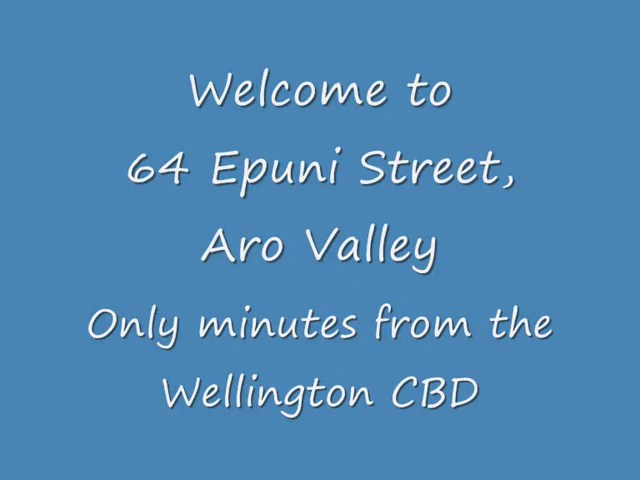 Welcome to
64 Epuni Street,
Aro Valley
Only minutes from the
Wellington CBD